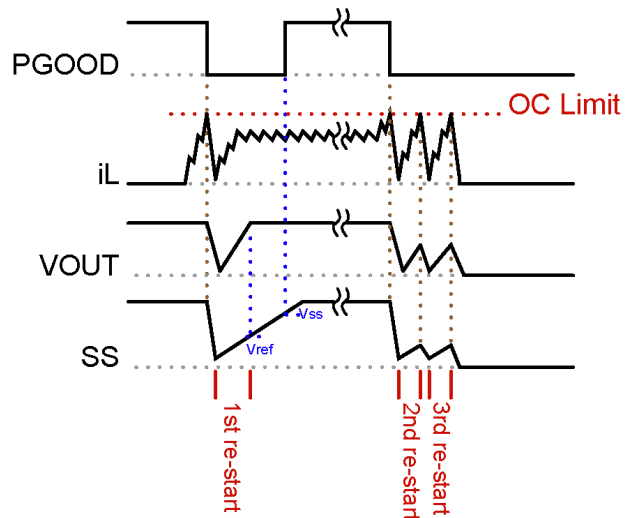 PGOOD
OC Limit
iL
VOUT
Vss
Vref
SS
1st re-start
2nd re-start
3rd re-start